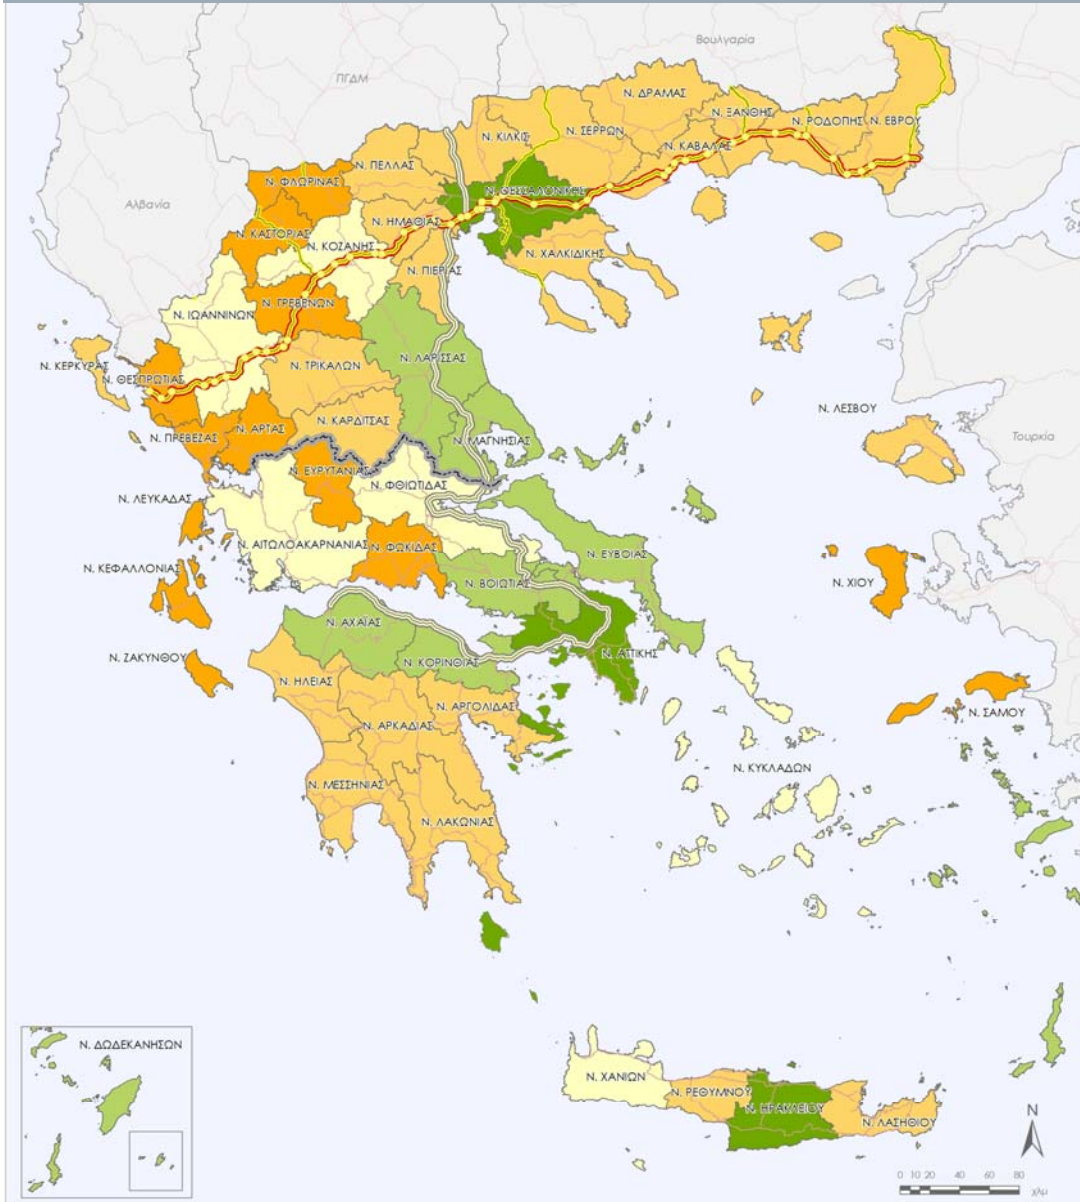 Βουλγαρία
ΠΓΔΜ
Ν. ΔΡΑΜΑΣ
Ν. ΞΑΝΘΗΣ
Ν. ΡΟΔΟΠΗΣ
Ν. ΕΒΡΟΥ
Ν. ΚΙΛΚΙΣ
Ν. ΣΕΡΡΩΝ
Ν. ΚΑΒΑΛΑΣ
Ν. ΠΕΛΛΑΣ
Ν. ΦΛΩΡΙΝΑΣ
Ν. ΘΕΣΣΑΛΟΝΙΚΗΣ
Αλβανία
Ν. ΗΜΑΘΙΑΣ
Ν. ΚΑΣΤΟΡΙΑΣ
Ν. ΚΟΖΑΝΗΣ
Ν. ΧΑΛΚΙΔΙΚΗΣ
Ν. ΠΙΕΡΙΑΣ
Ν. ΓΡΕΒΕΝΩΝ
Ν. ΙΩΑΝΝΙΝΩΝ
Ν. ΛΑΡΙΣΣΑΣ
Ν. ΚΕΡΚΥΡΑΣ
Ν. ΤΡΙΚΑΛΩΝ
Ν. ΘΕΣΠΡΩΤΙΑΣ
Ν. ΛΕΣΒΟΥ
Ν. ΚΑΡΔΙΤΣΑΣ
Ν. ΑΡΤΑΣ
Ν. ΠΡΕΒΕΖΑΣ
Ν. ΜΑΓΝΗΣΙΑΣ
Τουρκία
Ν. ΕΥΡΥΤΑΝΙΑΣ
Ν. ΦΘΙΩΤΙΔΑΣ
Ν. ΛΕΥΚΑΔΑΣ
Ν. ΑΙΤΩΛΟΑΚΑΡΝΑΝΙΑΣ
Ν. ΦΩΚΙΔΑΣ
Ν. ΕΥΒΟΙΑΣ
Ν. ΚΕΦΑΛΛΟΝΙΑΣ
Ν. ΒΟΙΩΤΙΑΣ
Ν. ΧΙΟΥ
Ν. ΑΧΑΪΑΣ
Ν. ΑΤΤΙΚΗΣ
Ν. ΖΑΚΥΝΘΟΥ
Ν. ΚΟΡΙΝΘΙΑΣ
Ν. ΗΛΕΙΑΣ
Ν. ΑΡΓΟΛΙΔΑΣ
Ν. ΣΑΜΟΥ
Ν. ΑΡΚΑΔΙΑΣ
Ν. ΚΥΚΛΑΔΩΝ
Ν. ΜΕΣΣΗΝΙΑΣ
Ν. ΛΑΚΩΝΙΑΣ
Ν. ΔΩΔΕΚΑΝΗΣΩΝ
Ν. ΧΑΝΙΩΝ
Ν. ΡΕΘΥΜΝΟΥ
Ν. ΗΡΑΚΛΕΙΟΥ
Ν. ΛΑΣΗΘΙΟΥ
N
0 10 20 40 60 80
χλμ